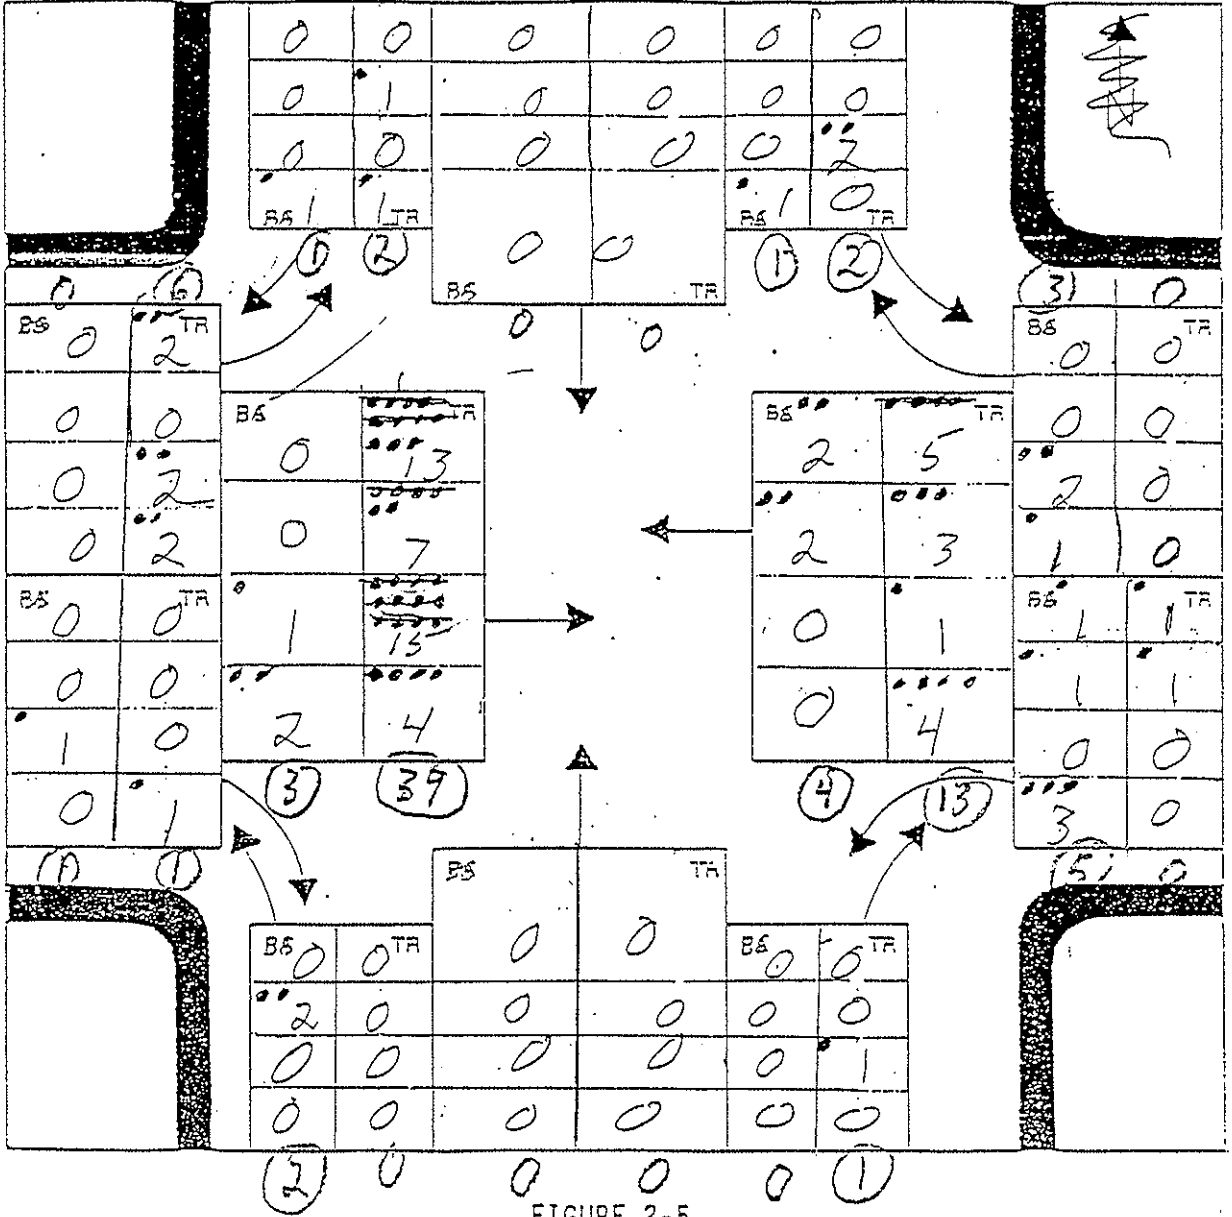 0 0 0 0 0 0
0 1 0 0 0 0
0 0 0 0 0 2
BS 1 1 TR BS 1 0 TR
0 0
1 2 1 2
BS TR
0 6 3 0
0 0
BS 0 2 TR BS 0 0 TR
0 0 0 0
0 2 2 0
0 2 1 0
BS 0 13 TR BS 2 5 TR
0 7 2 3
1 15 0 1
2 4 0 4
3 39 4 13
BS 0 0 TR BS 1 1 TR
0 0 1 1
1 0 0 0
0 1 3 0
1 1 5 0
BS TR
0 0
BS 0 0 TR BS 0 0 TR
2 0 0 0 0 0
0 0 0 0 0 1
0 0 0 0 0 0
2 0 0 0 0 1
FIGURE 2-5